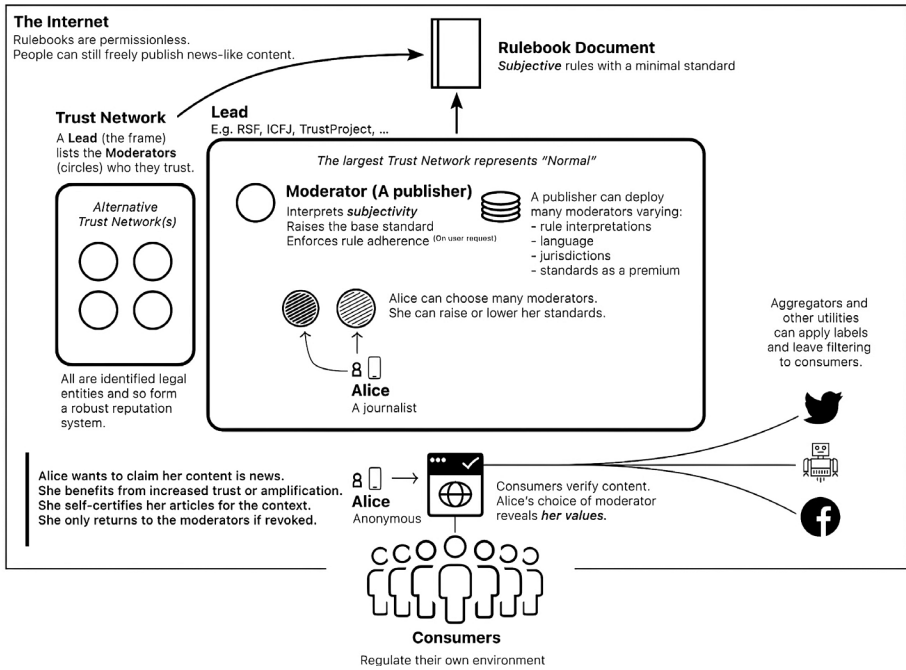 The Internet
Rulebooks are permissionless.
People can still freely publish news-like content.
Rulebook Document
Subjective rules with a minimal standard
Trust Network
A Lead (the frame)
lists the Moderators
(circles) who they trust.
Alternative
Trust Network(s)
All are identified legal
entities and so form
a robust reputation
system.
Lead
E.g. RSF, ICFJ, TrustProject, ...
The largest Trust Network represents “Normal”
Moderator (A publisher)
Interprets subjectivity
Raises the base standard
Enforces rule adherence (On user request)
A publisher can deploy
many moderators varying:
- rule interpretations
- language
- jurisdictions
- standards as a premium
Alice can choose many moderators.
She can raise or lower her standards.
Alice
A journalist
Aggregators and
other utilities
can apply labels
and leave filtering
to consumers.
Alice wants to claim her content is news.
She benefits from increased trust or amplification.
She self-certifies her articles for the context.
She only returns to the moderators if revoked.
Alice
Anonymous
Consumers verify content.
Alice's choice of moderator
reveals her values.
Consumers
Regulate their own environment